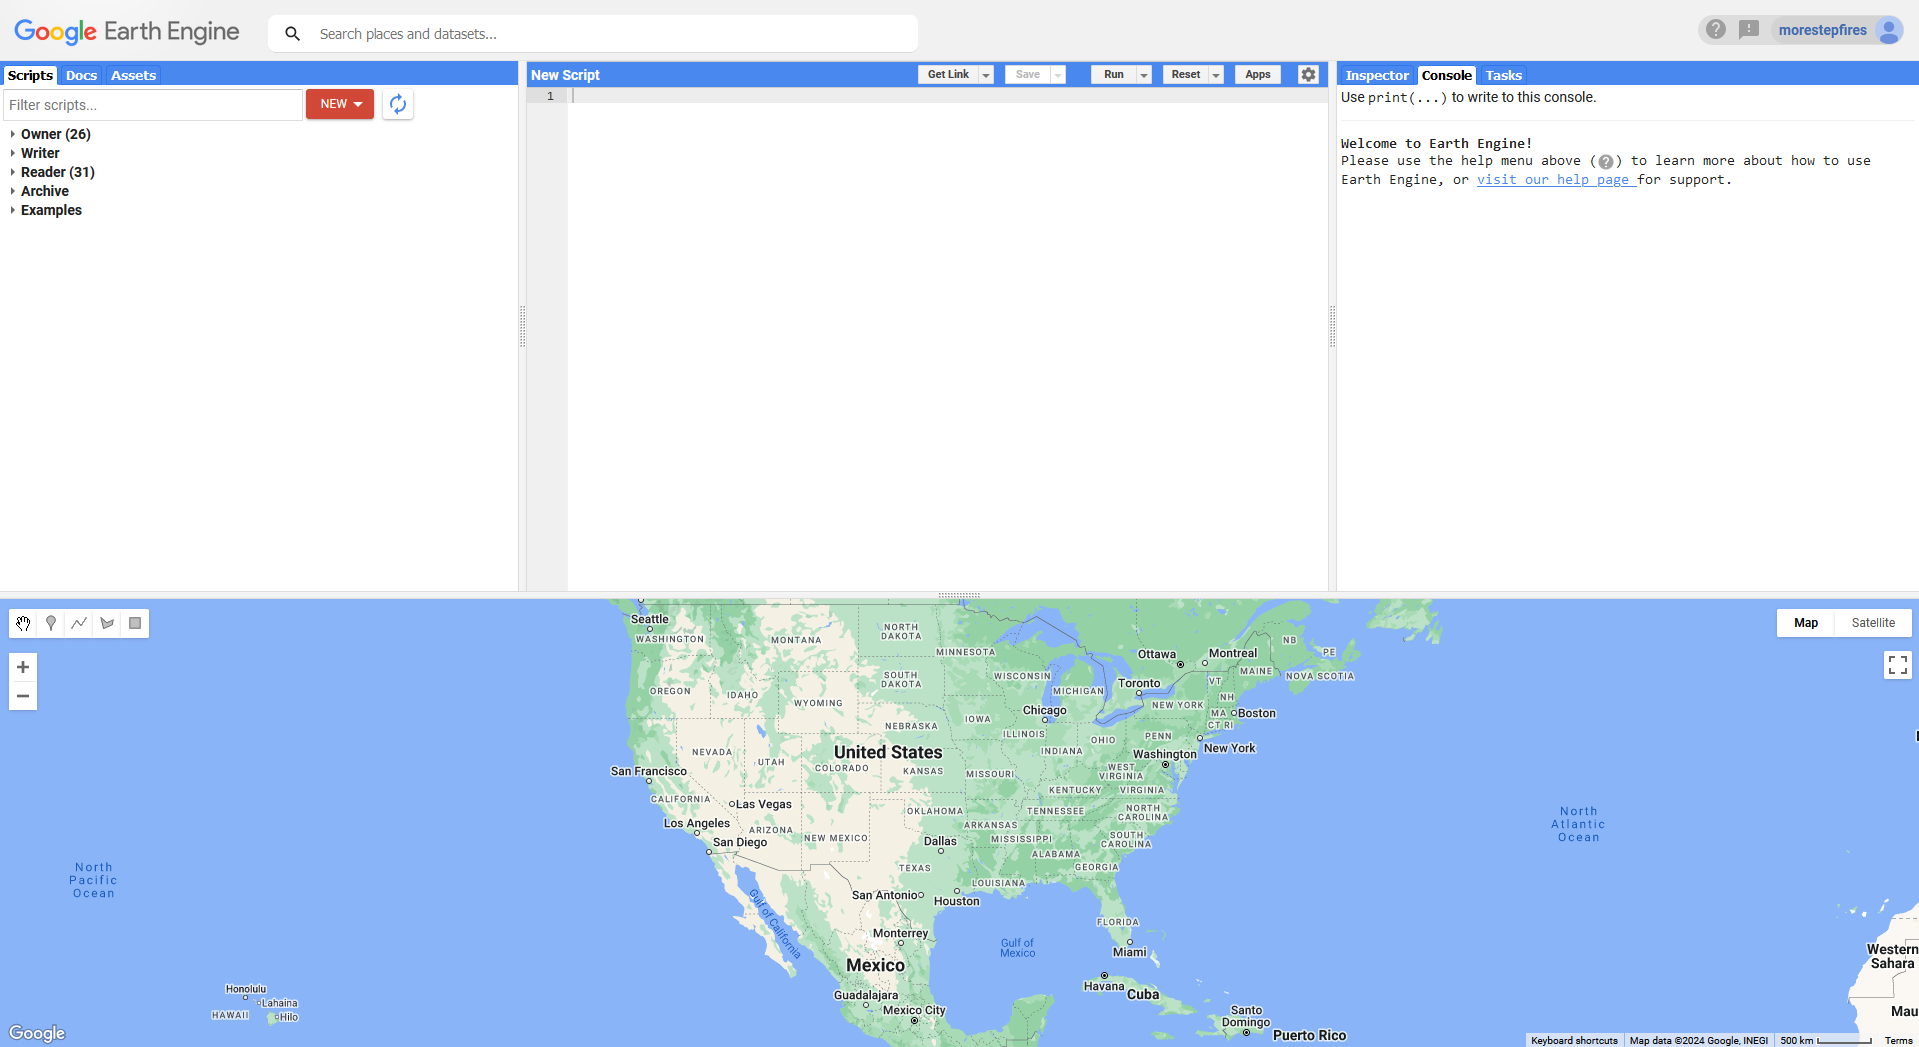 Google Earth Engine
Search places and datasets...
morestepfires
Scripts Docs Assets
Filter scripts...
NEW
Owner (26)
Writer
Reader (31)
Archive
Examples
New Script
Get Link
Save
Run
Reset
Apps
1
Inspector Console Tasks
Use print(...) to write to this console.
Welcome to Earth Engine!
Please use the help menu above (?) to learn more about how to use
Earth Engine, or visit our help page for support.
Map
Satellite
Seattle
WASHINGTON
MONTANA
NORTH
DAKOTA
MINNESOTA
Ottawa
Montreal
NB
PE
MAINE
NOVA SCOTIA
OREGON
IDAHO
SOUTH
DAKOTA
WISCONSIN
MICHIGAN
Toronto
VT
NH
WYOMING
NEBRASKA
IOWA
Chicago
NEW YORK
MA
Boston
CT RI
ILLINOIS
OHIO
PENN
New York
NEVADA
UTAH
United States
INDIANA
Washington
San Francisco
COLORADO
KANSAS
MISSOURI
WEST
VIRGINIA
KENTUCKY
VIRGINIA
CALIFORNIA
Las Vegas
OKLAHOMA
TENNESSEE
NORTH
CAROLINA
Los Angeles
ARIZONA
NEW MEXICO
ARKANSAS
MISSISSIPPI
SOUTH
CAROLINA
San Diego
Dallas
ALABAMA
GEORGIA
TEXAS
LOUISIANA
San Antonio
Houston
North
Pacific
Ocean
North
Atlantic
Ocean
Gulf of California
FLORIDA
Monterrey
Gulf of
Mexico
Miami
Mexico
Western
Sahara
Havana
Cuba
Honolulu
Lahaina
HAWAII
Hilo
Guadalajara
Mexico City
Santo
Domingo
Puerto Rico
Mau
Google
Keyboard shortcuts
Map data ©2024 Google, INEGI
500 km
Terms